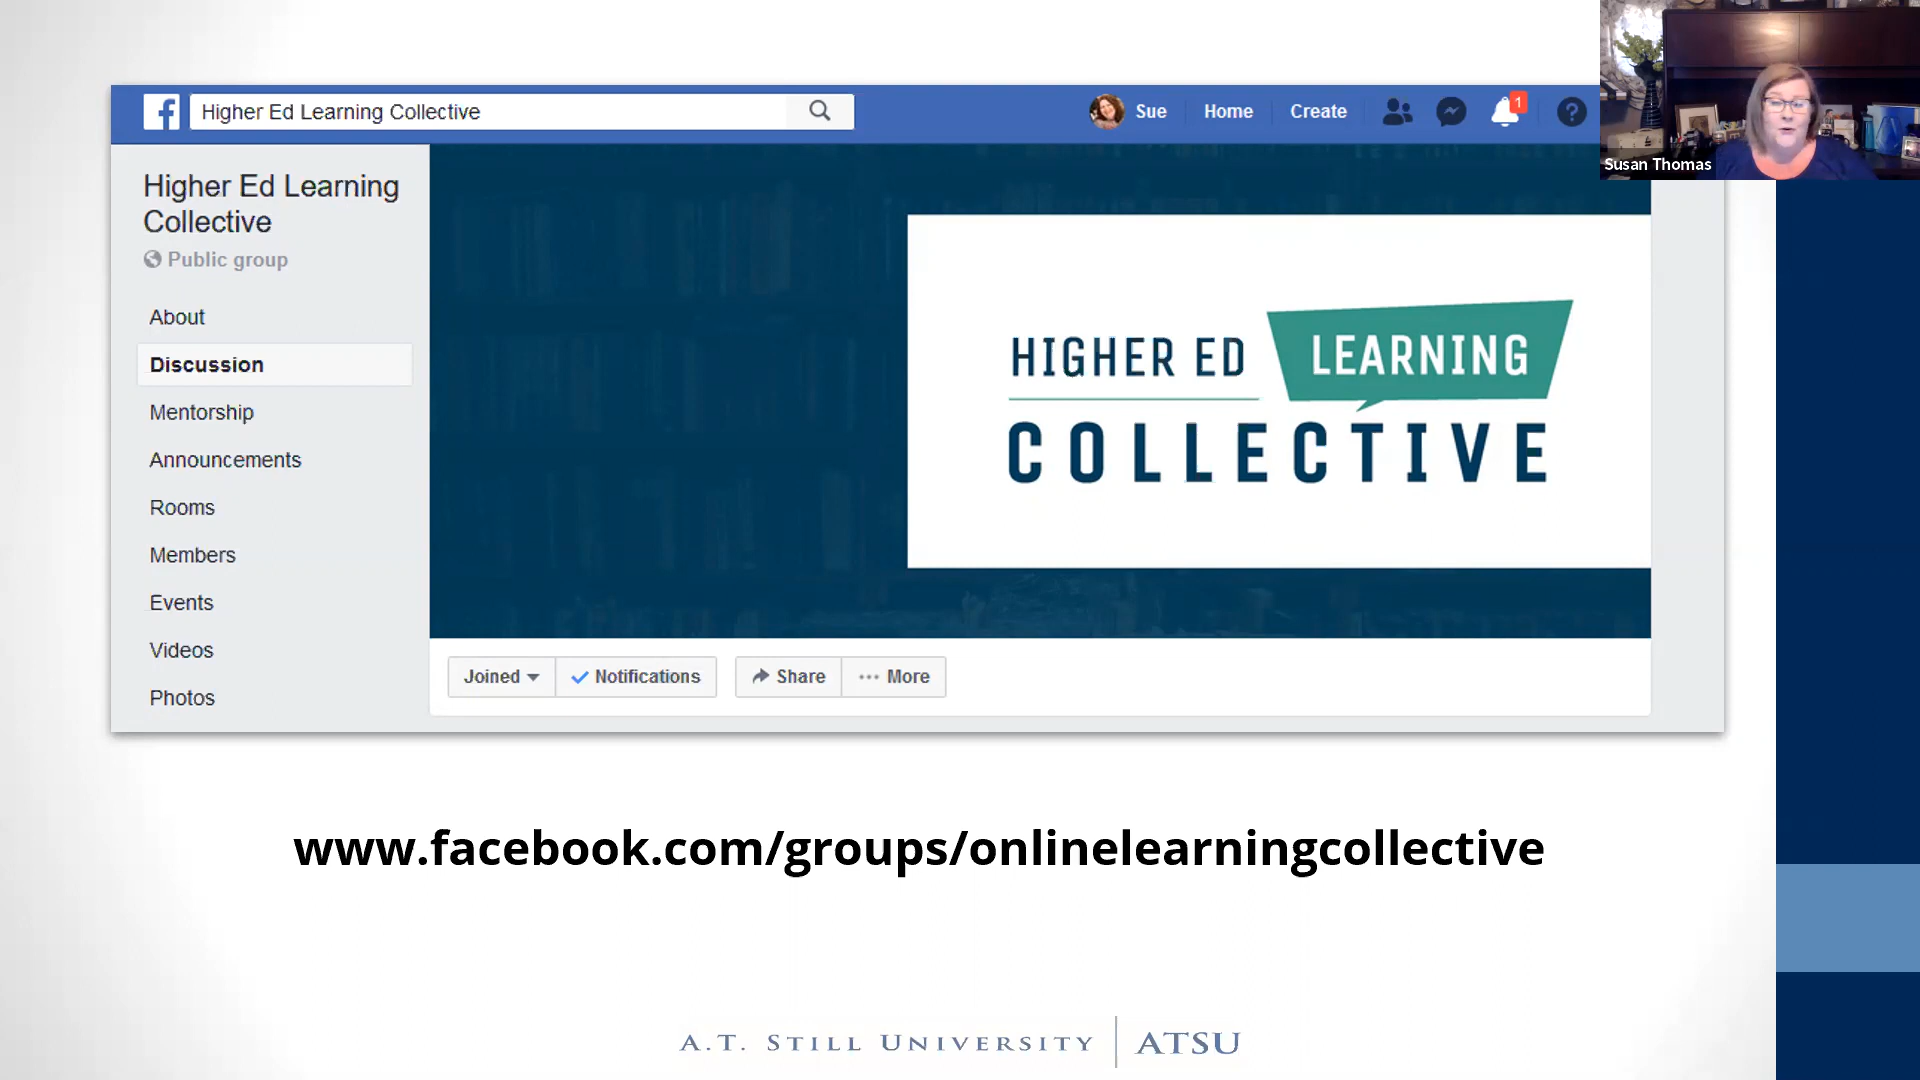 Higher Ed Learning Collective
Sue
Home
Create
1
?
Susan Thomas
Higher Ed Learning
Collective
Public group
About
Discussion
Mentorship
Announcements
Rooms
Members
Events
Videos
Photos
HIGHER ED LEARNING
COLLECTIVE
Joined
Notifications
Share
More
www.facebook.com/groups/onlinelearningcollective
A.T. STILL UNIVERSITY | ATSU